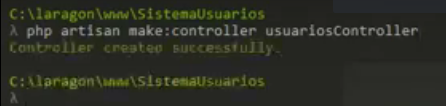 C:\laragon\www\SistemaUsuarios
λ php artisan make:controller usuariosController
Controller created successfully.
C:\laragon\www\SistemaUsuarios
λ